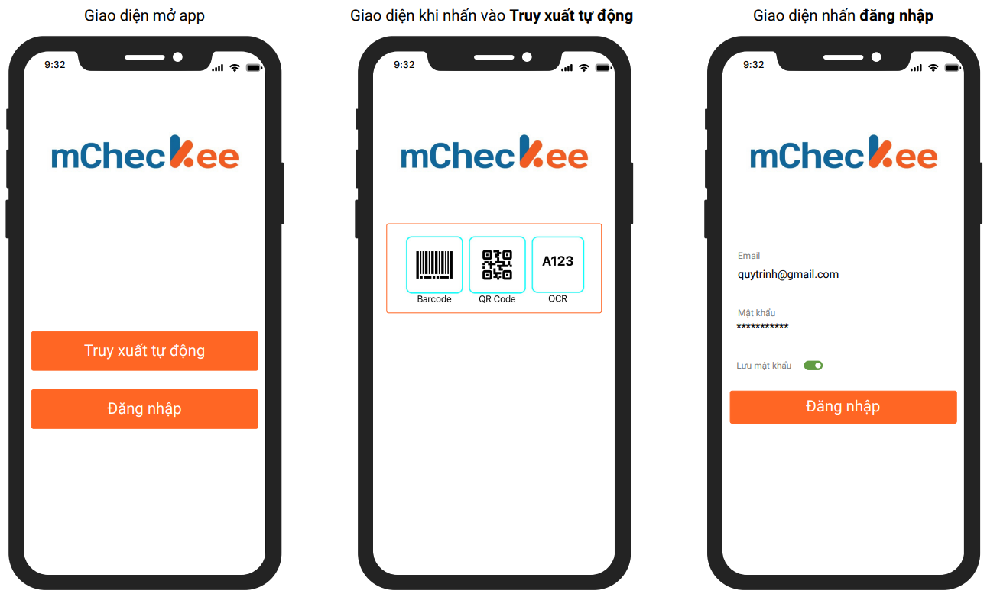 Giao diện mở app
9:32
mCheckee
Truy xuất tự động
Đăng nhập
Giao diện khi nhấn vào Truy xuất tự động
9:32
mCheckee
A123
Barcode
QR Code
OCR
Giao diện nhấn đăng nhập
9:32
mCheckee
Email
quytrinh@gmail.com
Mật khẩu
***********
Lưu mật khẩu
Đăng nhập